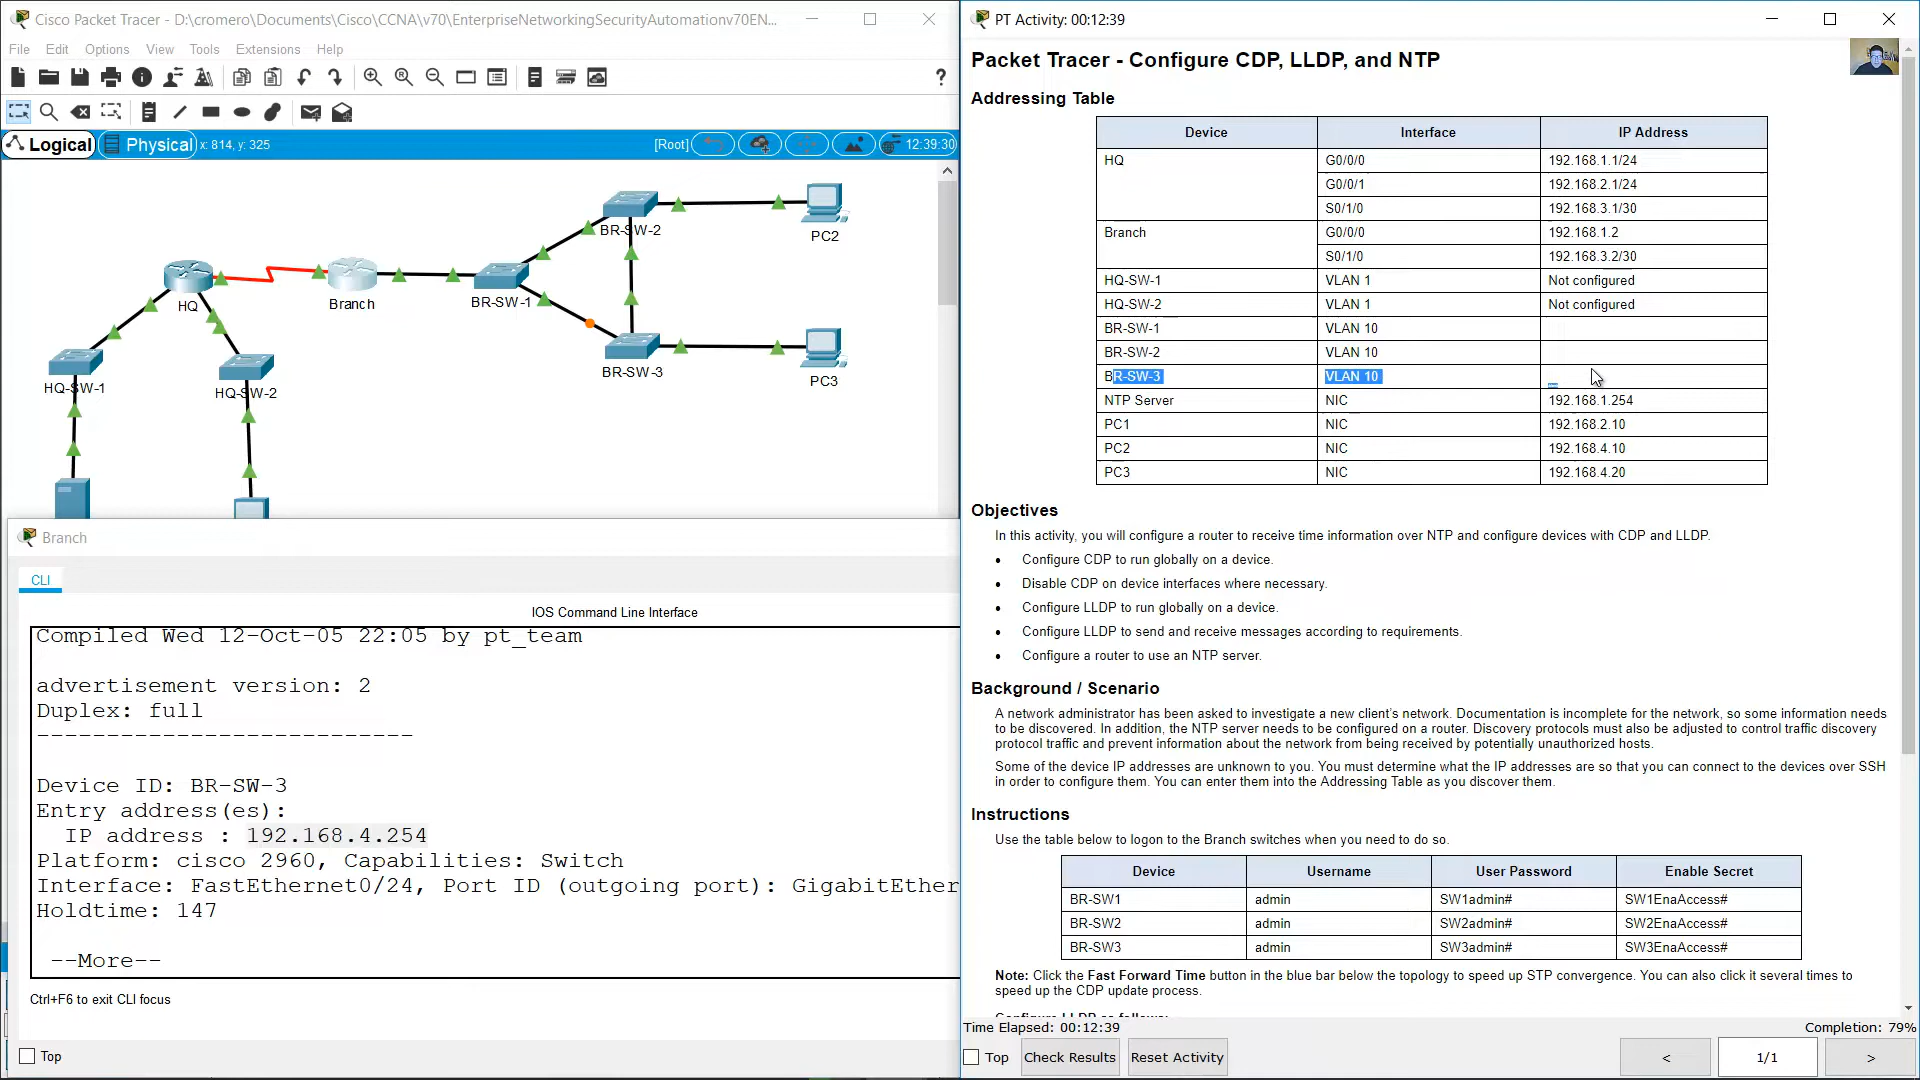 Cisco Packet Tracer - D:\cromero\Documents\Cisco\CCNA\v70\EnterpriseNetworkingSecurityAutomationv70EN...
File Edit Options View Tools Extensions Help
?
Logical Physical x: 814, y: 325 [Root] 12:39:30
BR-SW-2
PC2
HQ
Branch
BR-SW-1
BR-SW-3
PC3
HQ-SW-1
HQ-SW-2
Branch
CLI
IOS Command Line Interface
Compiled Wed 12-Oct-05 22:05 by pt_team
advertisement version: 2
Duplex: full
---------------------------
Device ID: BR-SW-3
Entry address(es):
IP address : 192.168.4.254
Platform: cisco 2960, Capabilities: Switch
Interface: FastEthernet0/24, Port ID (outgoing port): GigabitEther
Holdtime: 147
--More--
Ctrl+F6 to exit CLI focus
Top
PT Activity: 00:12:39
Packet Tracer - Configure CDP, LLDP, and NTP
Addressing Table
Device Interface IP Address
HQ G0/0/0 192.168.1.1/24
G0/0/1 192.168.2.1/24
S0/1/0 192.168.3.1/30
Branch G0/0/0 192.168.1.2
S0/1/0 192.168.3.2/30
HQ-SW-1 VLAN 1 Not configured
HQ-SW-2 VLAN 1 Not configured
BR-SW-1 VLAN 10
BR-SW-2 VLAN 10
BR-SW-3 VLAN 10
NTP Server NIC 192.168.1.254
PC1 NIC 192.168.2.10
PC2 NIC 192.168.4.10
PC3 NIC 192.168.4.20
Objectives
In this activity, you will configure a router to receive time information over NTP and configure devices with CDP and LLDP.
• Configure CDP to run globally on a device.
• Disable CDP on device interfaces where necessary.
• Configure LLDP to run globally on a device.
• Configure LLDP to send and receive messages according to requirements.
• Configure a router to use an NTP server.
Background / Scenario
A network administrator has been asked to investigate a new client's network. Documentation is incomplete for the network, so some information needs
to be discovered. In addition, the NTP server needs to be configured on a router. Discovery protocols must also be adjusted to control traffic discovery
protocol traffic and prevent information about the network from being received by potentially unauthorized hosts.
Some of the device IP addresses are unknown to you. You must determine what the IP addresses are so that you can connect to the devices over SSH
in order to configure them. You can enter them into the Addressing Table as you discover them.
Instructions
Use the table below to logon to the Branch switches when you need to do so.
Device Username User Password Enable Secret
BR-SW1 admin SW1admin# SW1EnaAccess#
BR-SW2 admin SW2admin# SW2EnaAccess#
BR-SW3 admin SW3admin# SW3EnaAccess#
Note: Click the Fast Forward Time button in the blue bar below the topology to speed up STP convergence. You can also click it several times to
speed up the CDP update process.
Configure LLDP as follows:
Time Elapsed: 00:12:39 Completion: 79%
Top Check Results Reset Activity < 1/1 >